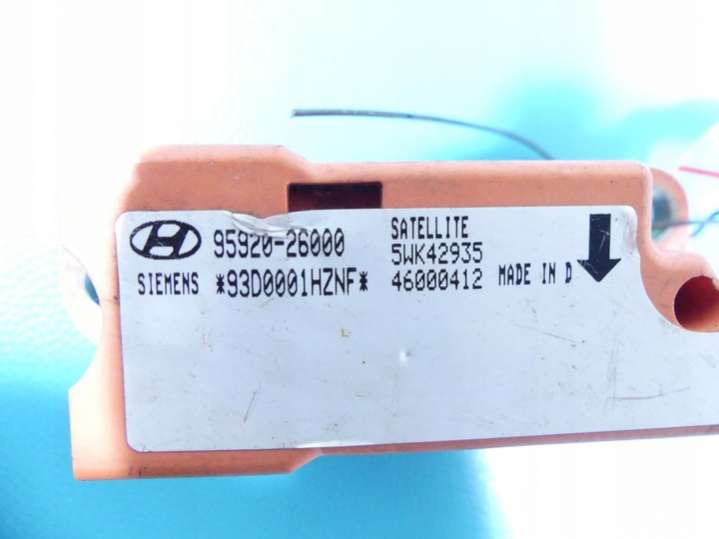 95920-26000 SATELLITE
5WK42935
SIEMENS *93D0001HZNF* 46000412 MADE IN D